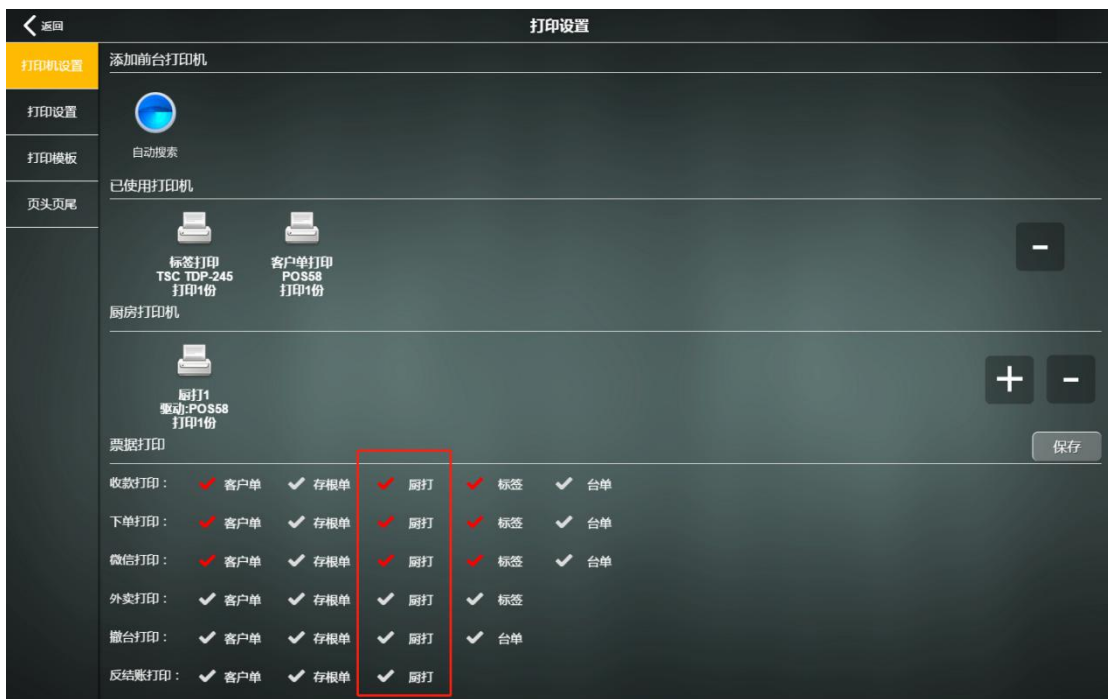 返回
打印设置
打印机设置
添加前台打印机
打印设置
自动搜索
打印模板
已使用打印机
页头页尾
标签打印
TSC TDP-245
打印1份
客户单打印
POS58
打印1份
-
厨房打印机
厨打1
驱动:POS58
打印1份
+ -
票据打印
保存
收款打印： 客户单 存根单 厨打 标签 台单
下单打印： 客户单 存根单 厨打 标签 台单
微信打印： 客户单 存根单 厨打 标签 台单
外卖打印： 客户单 存根单 厨打 标签
撤台打印： 客户单 存根单 厨打 台单
反结账打印： 客户单 存根单 厨打